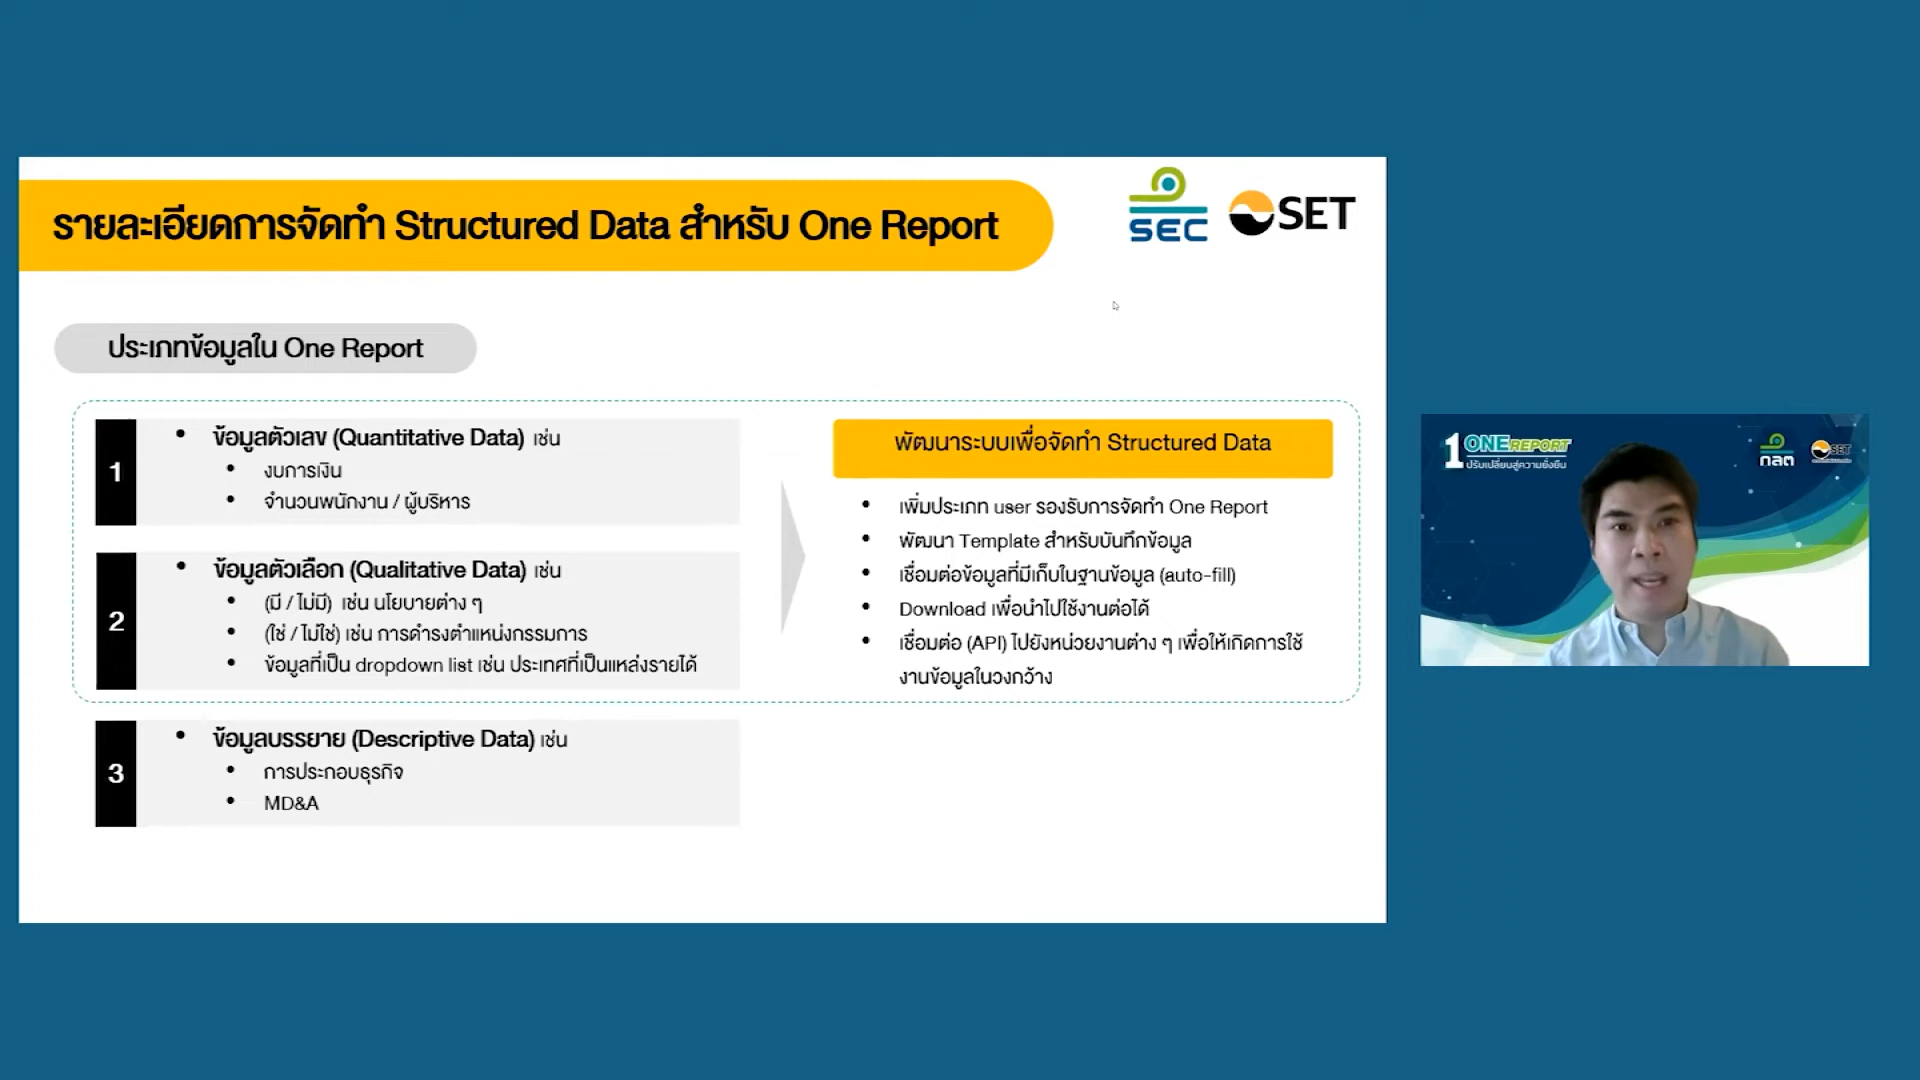 รายละเอียดการจัดทำ Structured Data สำหรับ One Report
SEC
SET
ประเภทข้อมูลใน One Report
1
• ข้อมูลตัวเลข (Quantitative Data) เช่น
• งบการเงิน
• จำนวนพนักงาน / ผู้บริหาร
2
• ข้อมูลตัวเลือก (Qualitative Data) เช่น
• (มี / ไม่มี) เช่น นโยบายต่าง ๆ
• (ใช่ / ไม่ใช่) เช่น การดำรงตำแหน่งกรรมการ
• ข้อมูลที่เป็น dropdown list เช่น ประเทศที่เป็นแหล่งรายได้
3
• ข้อมูลบรรยาย (Descriptive Data) เช่น
• การประกอบธุรกิจ
• MD&A
พัฒนาระบบเพื่อจัดทำ Structured Data
• เพิ่มประเภท user รองรับการจัดทำ One Report
• พัฒนา Template สำหรับบันทึกข้อมูล
• เชื่อมต่อข้อมูลที่มีเก็บในฐานข้อมูล (auto-fill)
• Download เพื่อนำไปใช้งานต่อได้
• เชื่อมต่อ (API) ไปยังหน่วยงานต่าง ๆ เพื่อให้เกิดการใช้
งานข้อมูลในวงกว้าง
1 ONE REPORT
ปรับเปลี่ยนสู่ความยั่งยืน
กลต
SET